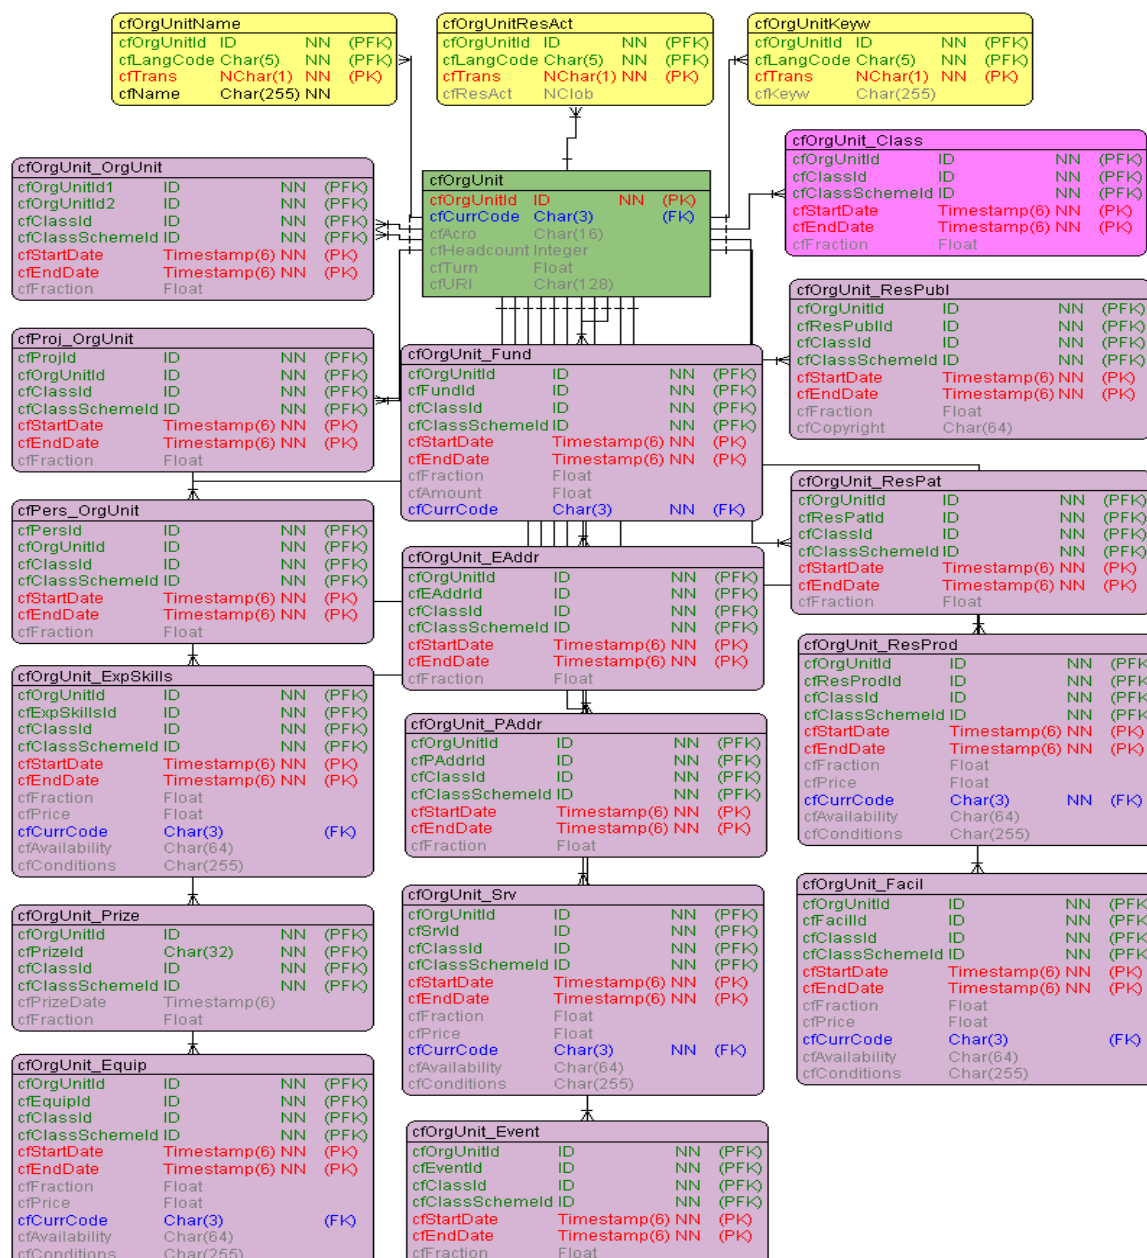 cfOrgUnitName
cfOrgUnitId ID NN (PFK)
cfLangCode Char(5) NN (PFK)
cfTrans NChar(1) NN (PK)
cfName Char(255) NN
cfOrgUnitResAct
cfOrgUnitId ID NN (PFK)
cfLangCode Char(5) NN (PFK)
cfTrans NChar(1) NN (PK)
cfResAct NClob
cfOrgUnitKeyw
cfOrgUnitId ID NN (PFK)
cfLangCode Char(5) NN (PFK)
cfTrans NChar(1) NN (PK)
cfKeyw Char(255)
cfOrgUnit_OrgUnit
cfOrgUnitId1 ID NN (PFK)
cfOrgUnitId2 ID NN (PFK)
cfClassId ID NN (PFK)
cfClassSchemeId ID NN (PFK)
cfStartDate Timestamp(6) NN (PK)
cfEndDate Timestamp(6) NN (PK)
cfFraction Float
cfOrgUnit
cfOrgUnitId ID NN (PK)
cfCurrCode Char(3) (FK)
cfAcro Char(16)
cfHeadcount Integer
cfTurn Float
cfURI Char(128)
cfOrgUnit_Class
cfOrgUnitId ID NN (PFK)
cfClassId ID NN (PFK)
cfClassSchemeId ID NN (PFK)
cfStartDate Timestamp(6) NN (PK)
cfEndDate Timestamp(6) NN (PK)
cfFraction Float
cfProj_OrgUnit
cfProjId ID NN (PFK)
cfOrgUnitId ID NN (PFK)
cfClassId ID NN (PFK)
cfClassSchemeId ID NN (PFK)
cfStartDate Timestamp(6) NN (PK)
cfEndDate Timestamp(6) NN (PK)
cfFraction Float
cfOrgUnit_Fund
cfOrgUnitId ID NN (PFK)
cfFundId ID NN (PFK)
cfClassId ID NN (PFK)
cfClassSchemeId ID NN (PFK)
cfStartDate Timestamp(6) NN (PK)
cfEndDate Timestamp(6) NN (PK)
cfFraction Float
cfAmount Float
cfCurrCode Char(3) NN (FK)
cfOrgUnit_ResPubl
cfOrgUnitId ID NN (PFK)
cfResPublId ID NN (PFK)
cfClassId ID NN (PFK)
cfClassSchemeId ID NN (PFK)
cfStartDate Timestamp(6) NN (PK)
cfEndDate Timestamp(6) NN (PK)
cfFraction Float
cfCopyright Char(64)
cfPers_OrgUnit
cfPersId ID NN (PFK)
cfOrgUnitId ID NN (PFK)
cfClassId ID NN (PFK)
cfClassSchemeId ID NN (PFK)
cfStartDate Timestamp(6) NN (PK)
cfEndDate Timestamp(6) NN (PK)
cfFraction Float
cfOrgUnit_EAddr
cfOrgUnitId ID NN (PFK)
cfEAddrId ID NN (PFK)
cfClassId ID NN (PFK)
cfClassSchemeId ID NN (PFK)
cfStartDate Timestamp(6) NN (PK)
cfEndDate Timestamp(6) NN (PK)
cfFraction Float
cfOrgUnit_ResPat
cfOrgUnitId ID NN (PFK)
cfResPatId ID NN (PFK)
cfClassId ID NN (PFK)
cfClassSchemeId ID NN (PFK)
cfStartDate Timestamp(6) NN (PK)
cfEndDate Timestamp(6) NN (PK)
cfFraction Float
cfOrgUnit_ExpSkills
cfOrgUnitId ID NN (PFK)
cfExpSkillsId ID NN (PFK)
cfClassId ID NN (PFK)
cfClassSchemeId ID NN (PFK)
cfStartDate Timestamp(6) NN (PK)
cfEndDate Timestamp(6) NN (PK)
cfFraction Float
cfPrice Float
cfCurrCode Char(3) (FK)
cfAvailability Char(64)
cfConditions Char(255)
cfOrgUnit_PAddr
cfOrgUnitId ID NN (PFK)
cfPAddrId ID NN (PFK)
cfClassId ID NN (PFK)
cfClassSchemeId ID NN (PFK)
cfStartDate Timestamp(6) NN (PK)
cfEndDate Timestamp(6) NN (PK)
cfFraction Float
cfOrgUnit_ResProd
cfOrgUnitId ID NN (PFK)
cfResProdId ID NN (PFK)
cfClassId ID NN (PFK)
cfClassSchemeId ID NN (PFK)
cfStartDate Timestamp(6) NN (PK)
cfEndDate Timestamp(6) NN (PK)
cfFraction Float
cfPrice Float
cfCurrCode Char(3) NN (FK)
cfAvailability Char(64)
cfConditions Char(255)
cfOrgUnit_Prize
cfOrgUnitId ID NN (PFK)
cfPrizeId Char(32) NN (PFK)
cfClassId ID NN (PFK)
cfClassSchemeId ID NN (PFK)
cfPrizeDate Timestamp(6)
cfFraction Float
cfOrgUnit_Srv
cfOrgUnitId ID NN (PFK)
cfSrvId ID NN (PFK)
cfClassId ID NN (PFK)
cfClassSchemeId ID NN (PFK)
cfStartDate Timestamp(6) NN (PK)
cfEndDate Timestamp(6) NN (PK)
cfFraction Float
cfPrice Float
cfCurrCode Char(3) NN (FK)
cfAvailability Char(64)
cfConditions Char(255)
cfOrgUnit_Facil
cfOrgUnitId ID NN (PFK)
cfFacilId ID NN (PFK)
cfClassId ID NN (PFK)
cfClassSchemeId ID NN (PFK)
cfStartDate Timestamp(6) NN (PK)
cfEndDate Timestamp(6) NN (PK)
cfFraction Float
cfPrice Float
cfCurrCode Char(3) (FK)
cfAvailability Char(64)
cfConditions Char(255)
cfOrgUnit_Equip
cfOrgUnitId ID NN (PFK)
cfEquipId ID NN (PFK)
cfClassId ID NN (PFK)
cfClassSchemeId ID NN (PFK)
cfStartDate Timestamp(6) NN (PK)
cfEndDate Timestamp(6) NN (PK)
cfFraction Float
cfPrice Float
cfCurrCode Char(3) (FK)
cfAvailability Char(64)
cfConditions Char(255)
cfOrgUnit_Event
cfOrgUnitId ID NN (PFK)
cfEventId ID NN (PFK)
cfClassId ID NN (PFK)
cfClassSchemeId ID NN (PFK)
cfStartDate Timestamp(6) NN (PK)
cfEndDate Timestamp(6) NN (PK)
cfFraction Float